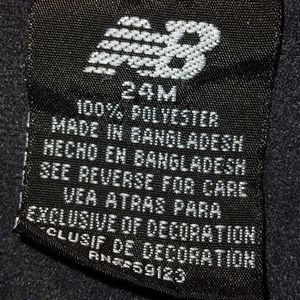 NB
24M
100% POLYESTER
MADE IN BANGLADESH
HECHO EN BANGLADESH
SEE REVERSE FOR CARE
VEA ATRAS PARA
EXCLUSIVE OF DECORATION
CLUSIF DE DECORATION